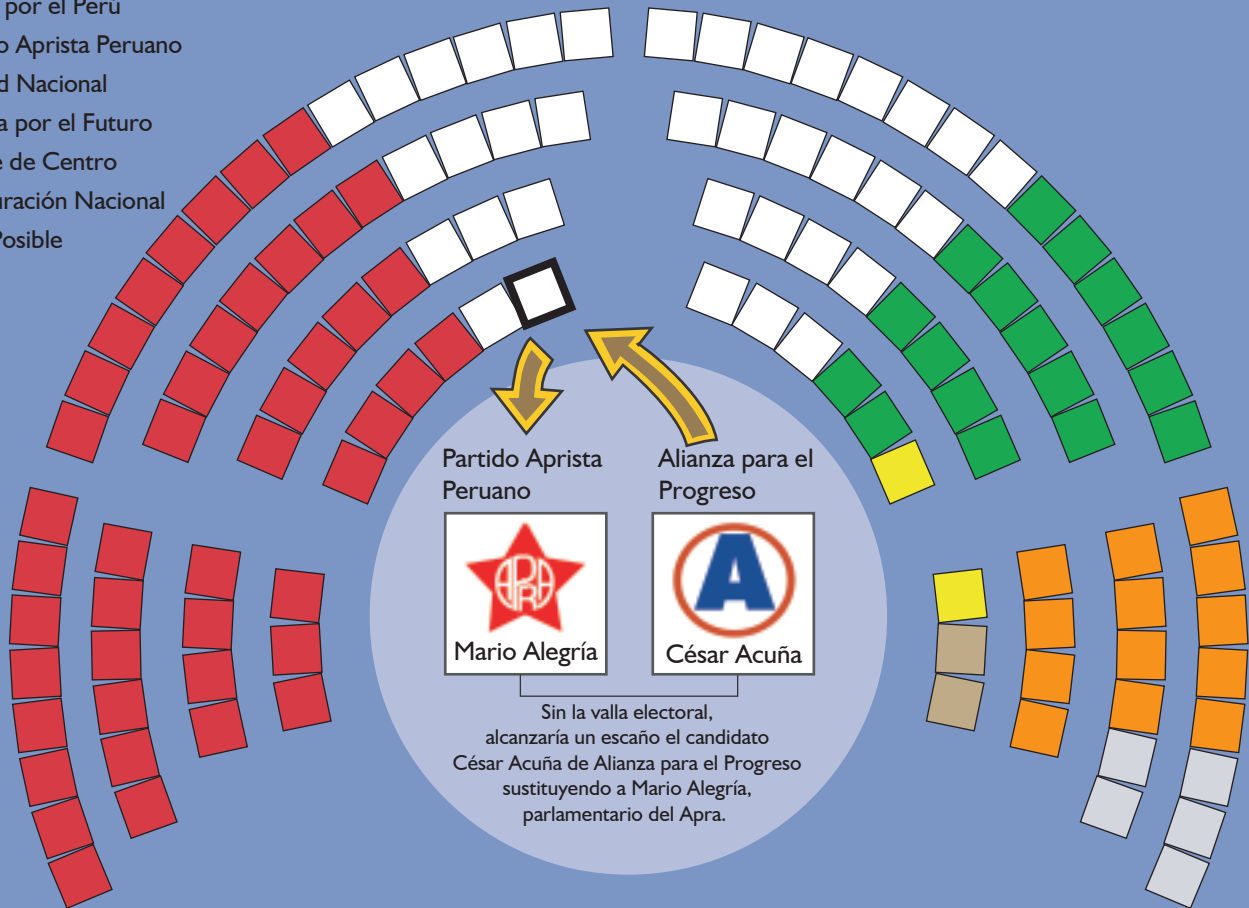 por el Perú
o Aprista Peruano
d Nacional
a por el Futuro
e de Centro
uración Nacional
Posible
Partido Aprista
Peruano
APRA
Mario Alegría
Alianza para el
Progreso
A
César Acuña
Sin la valla electoral,
alcanzaría un escaño el candidato
César Acuña de Alianza para el Progreso
sustituyendo a Mario Alegría,
parlamentario del Apra.